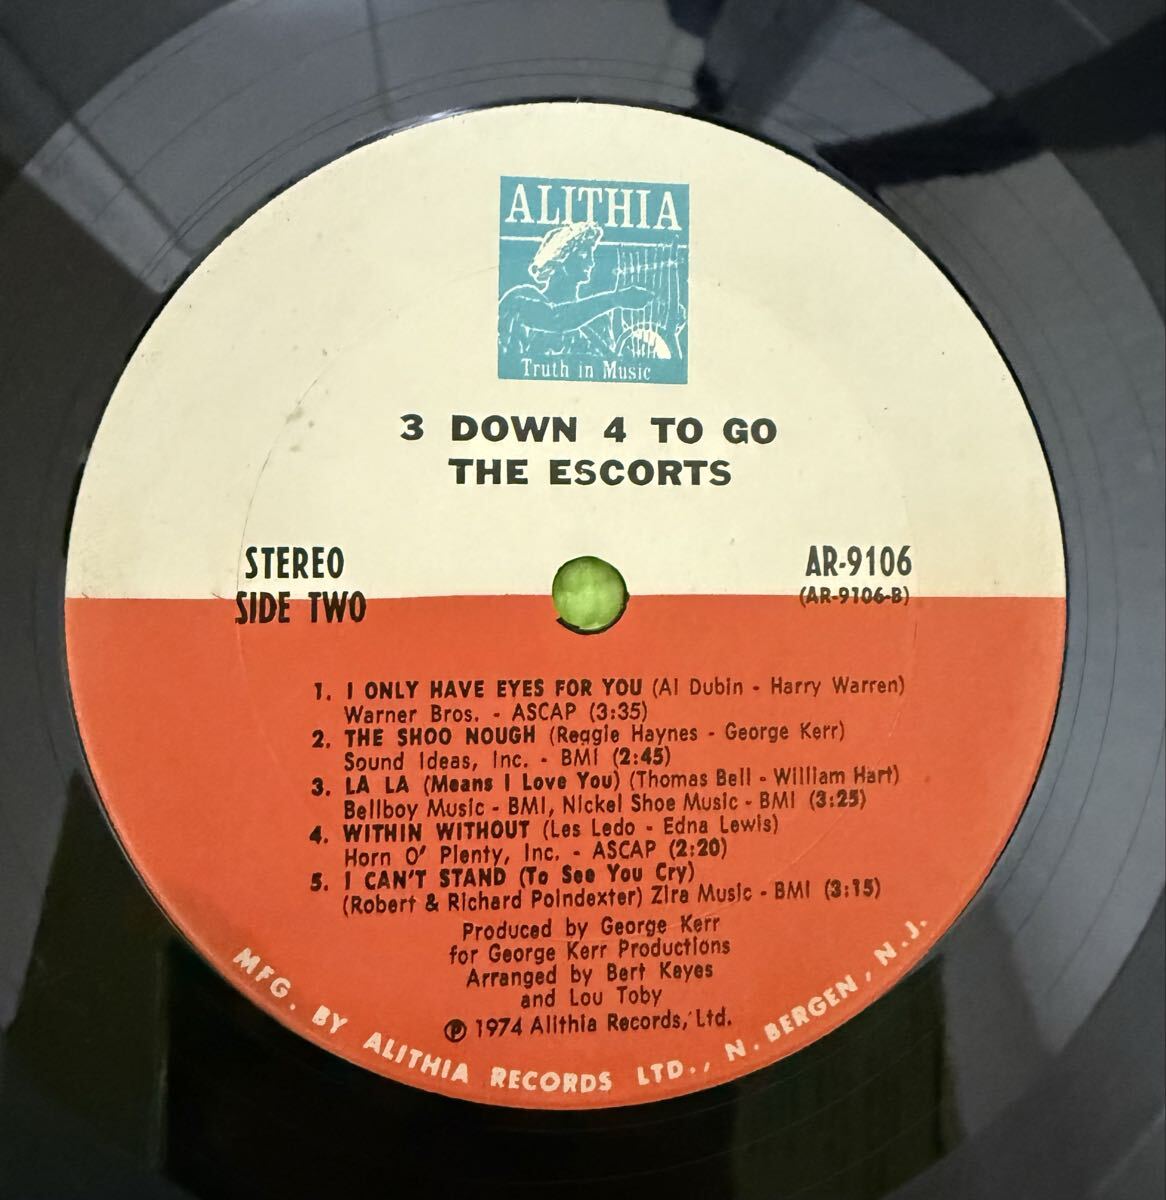 ALITHIA
Truth in Music
3 DOWN 4 TO GO
THE ESCORTS
STEREO
SIDE TWO
AR-9106
(AR-9106-B)
1. I ONLY HAVE EYES FOR YOU (Al Dubin - Harry Warren)
Warner Bros. - ASCAP (3:35)
2. THE SHOO NOUGH (Reggie Haynes - George Kerr)
Sound Ideas, Inc. - BMI (2:45)
3. LA LA (Means I Love You) (Thomas Bell - William Hart)
Bellboy Music - BMI, Nickel Shoe Music - BMI (3:25)
4. WITHIN WITHOUT (Les Ledo - Edna Lewis)
Horn O' Plenty, Inc. - ASCAP (2:20)
5. I CAN'T STAND (To See You Cry)
(Robert & Richard Poindexter) Zira Music - BMI (3:15)
Produced by George Kerr
for George Kerr Productions
Arranged by Bert Keyes
and Lou Toby
℗ 1974 Alithia Records, Ltd.
MFG. BY ALITHIA RECORDS LTD., N. BERGEN, N.J.